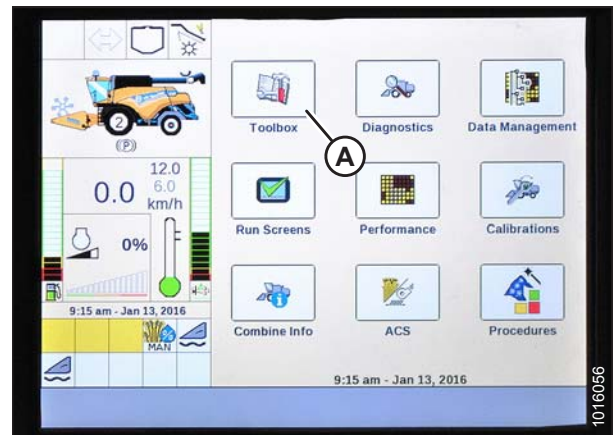 2
(P)
12.0
6.0
0.0
km/h
0%
9:15 am - Jan 13, 2016
MAN
Toolbox
Diagnostics
Data Management
A
Run Screens
Performance
Calibrations
Combine Info
ACS
Procedures
9:15 am - Jan 13, 2016
1016056